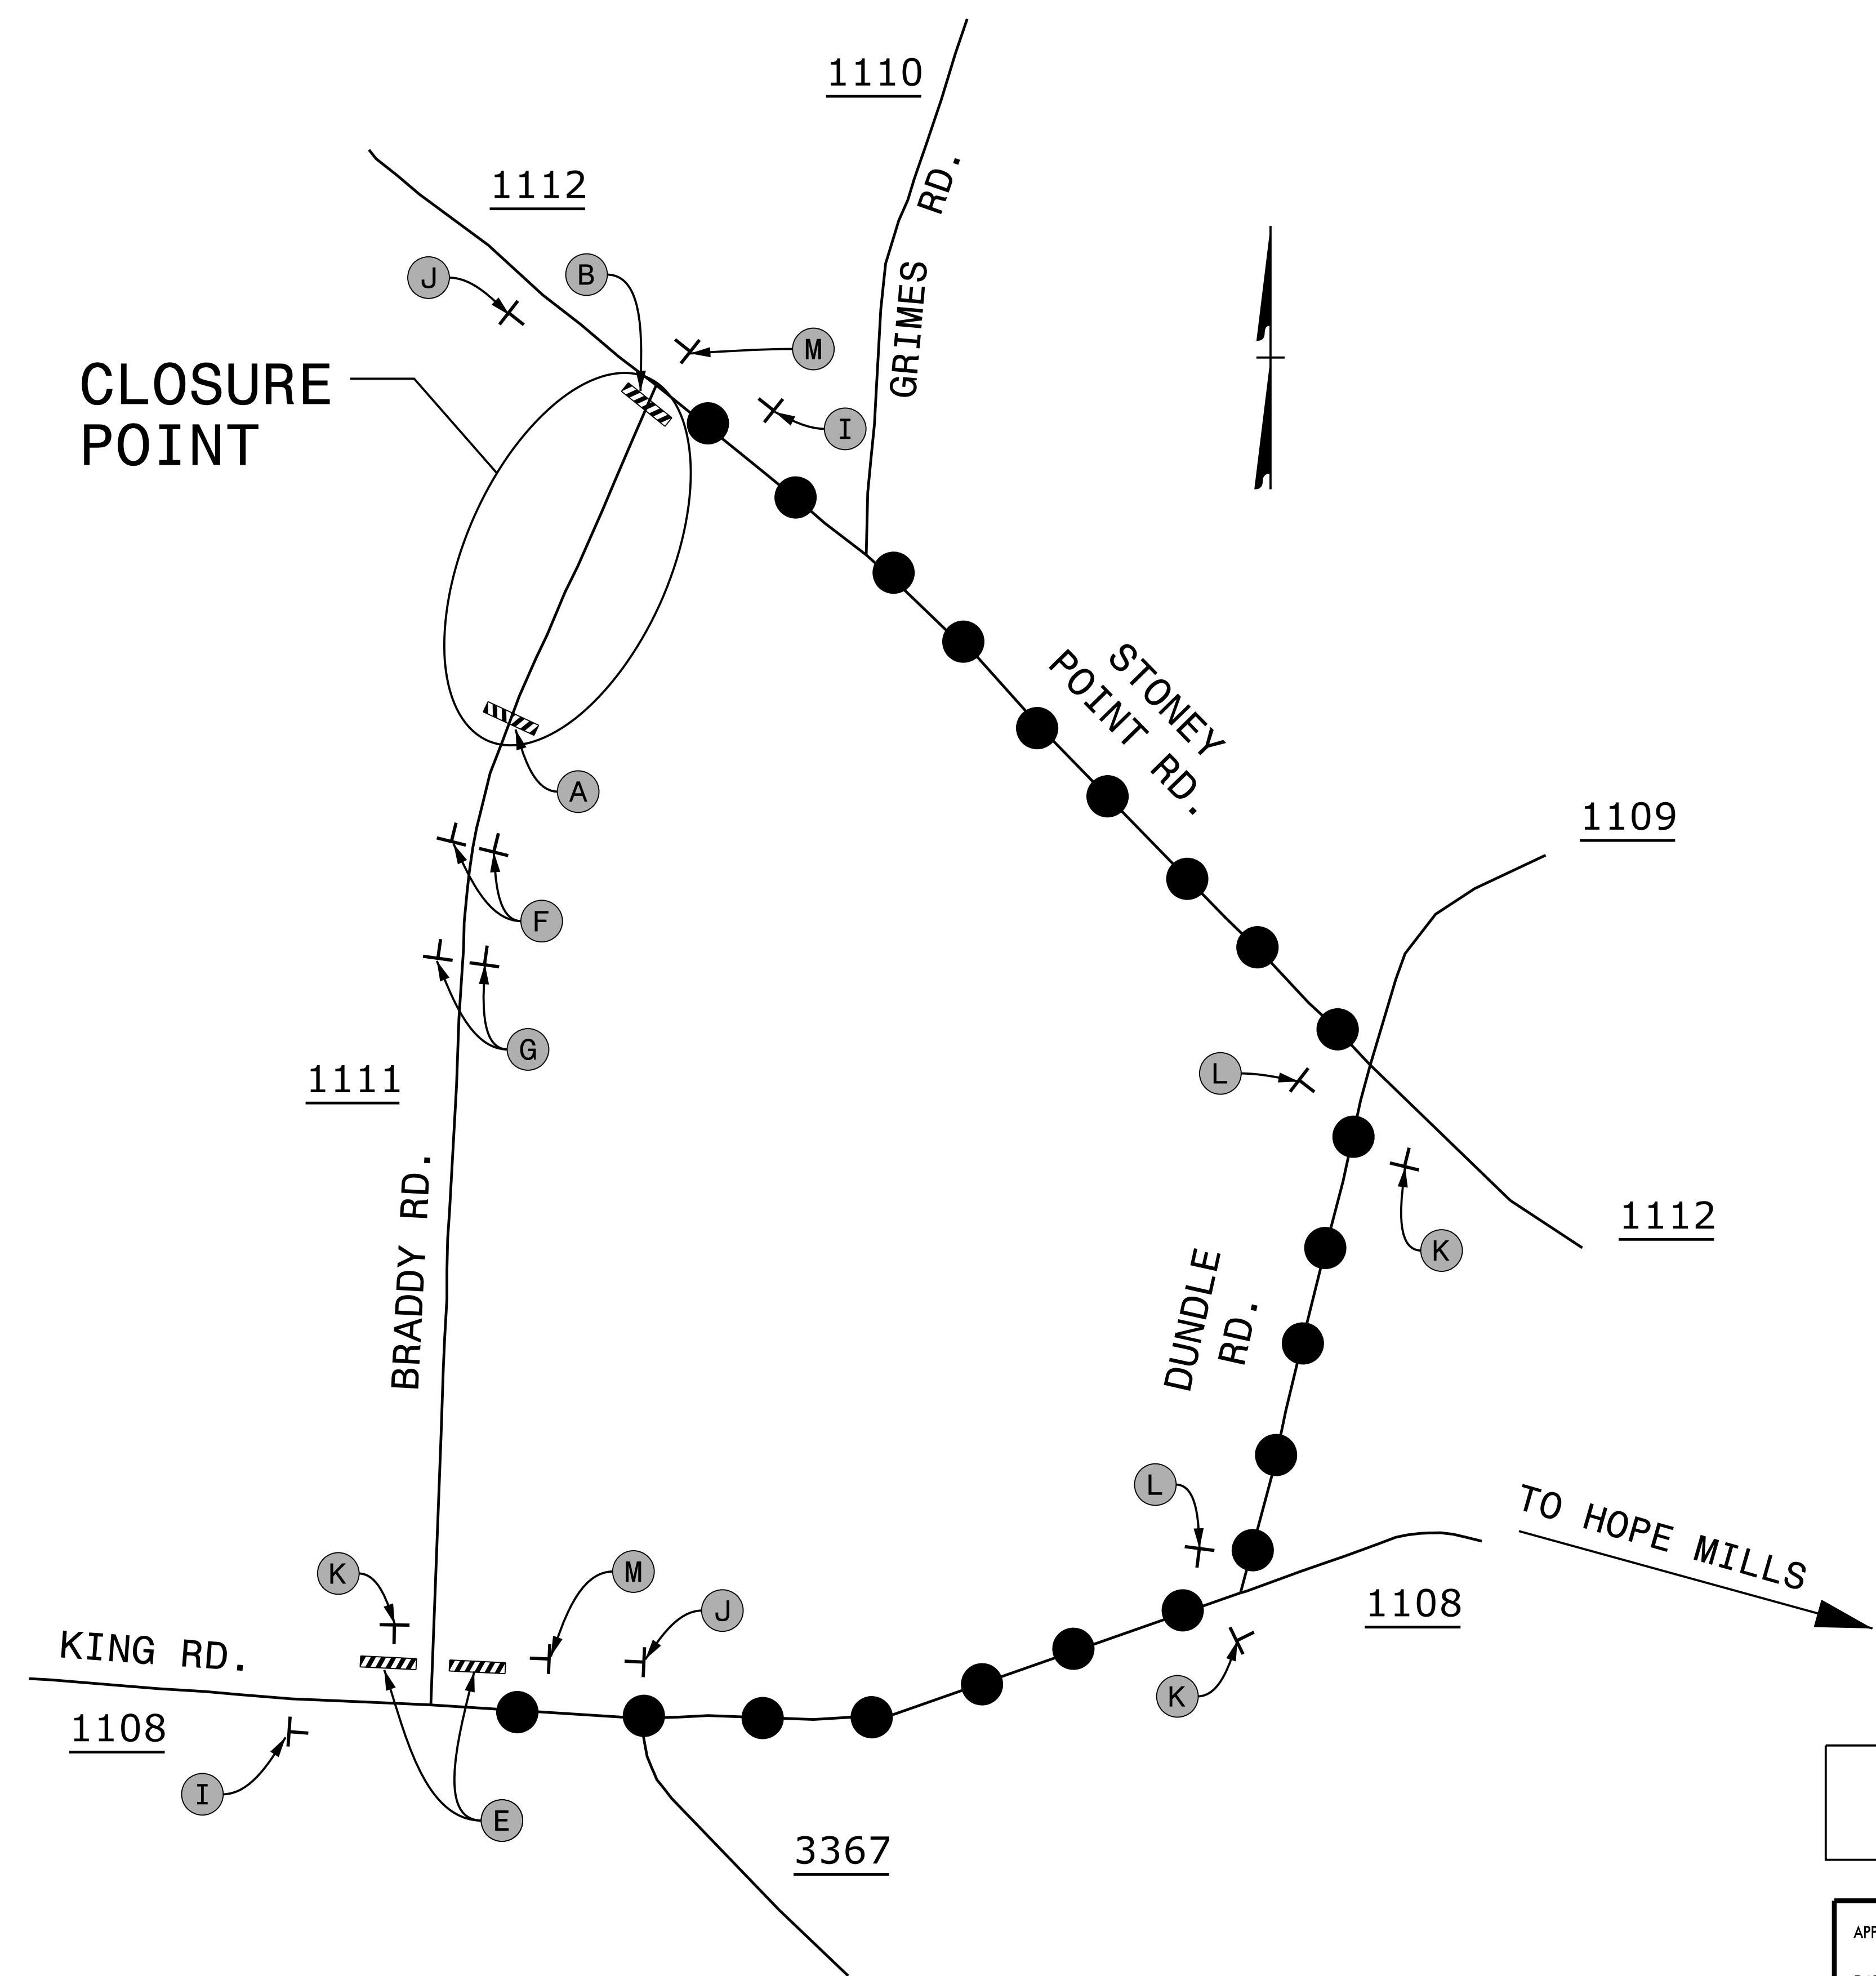 1110
1112
J
B
GRIMES RD.
M
CLOSURE
POINT
I
STONEY
POINT RD.
A
1109
F
G
L
1111
K
1112
BRADDY RD.
DUNDLE
RD.
L
TO HOPE MILLS
K
M
J
1108
KING RD.
K
1108
I
E
3367